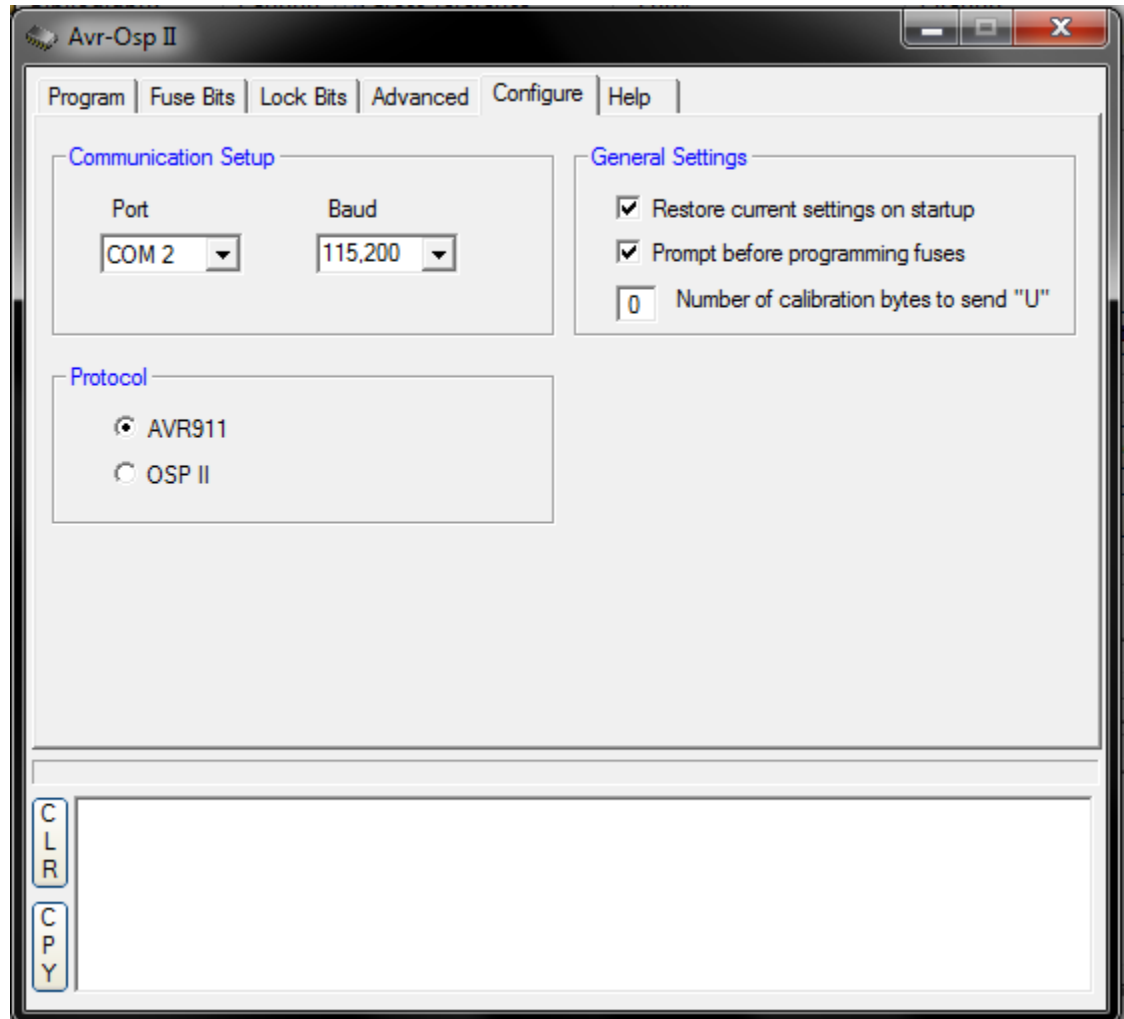 Avr-Osp II
Program Fuse Bits Lock Bits Advanced Configure Help
Communication Setup
Port Baud
COM 2 115,200
General Settings
Restore current settings on startup
Prompt before programming fuses
0 Number of calibration bytes to send "U"
Protocol
AVR911
OSP II
C
L
R
C
P
Y